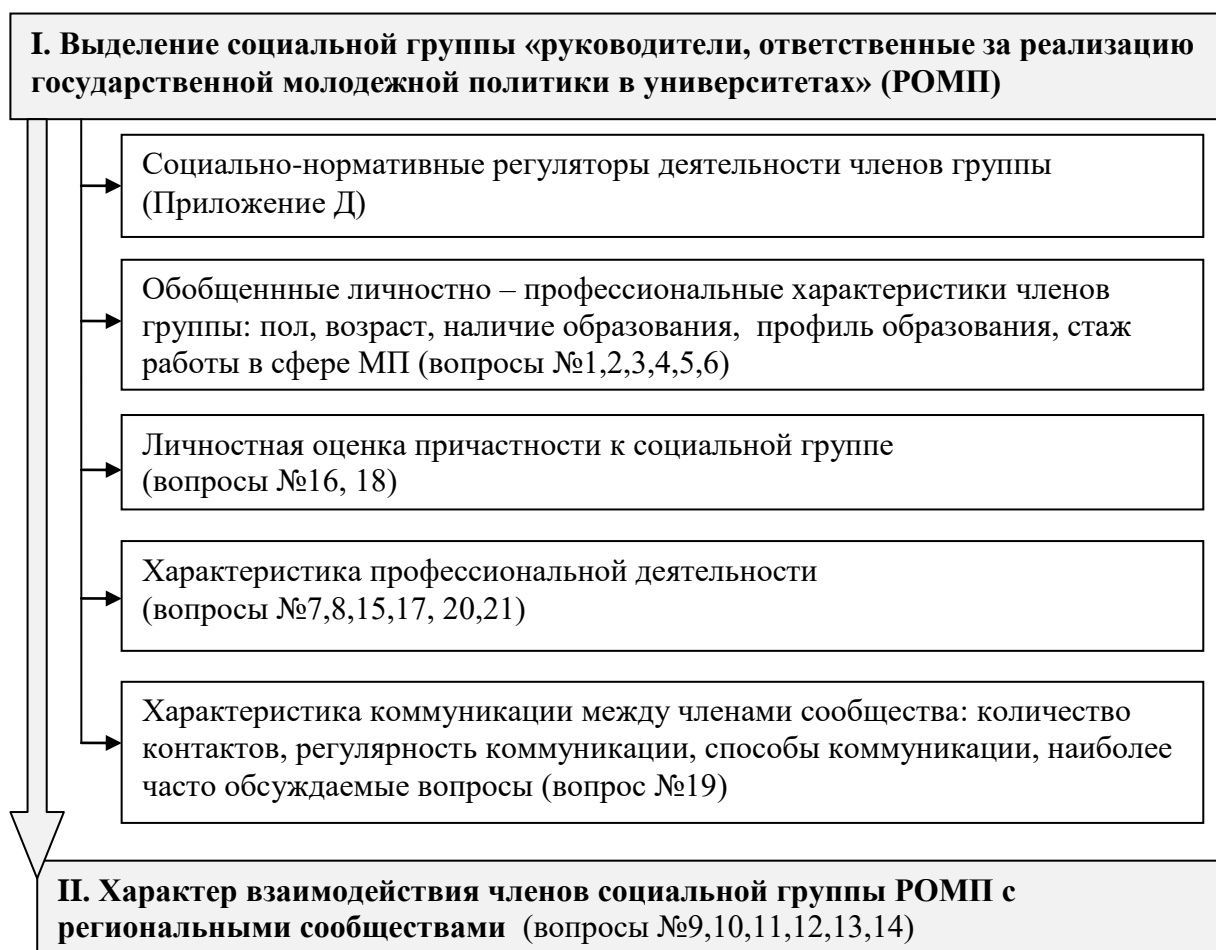 I. Выделение социальной группы «руководители, ответственные за реализацию
государственной молодежной политики в университетах» (РОМП)
Социально-нормативные регуляторы деятельности членов группы
(Приложение Д)
Обобщеннные личностно – профессиональные характеристики членов
группы: пол, возраст, наличие образования, профиль образования, стаж
работы в сфере МП (вопросы №1,2,3,4,5,6)
Личностная оценка причастности к социальной группе
(вопросы №16, 18)
Характеристика профессиональной деятельности
(вопросы №7,8,15,17, 20,21)
Характеристика коммуникации между членами сообщества: количество
контактов, регулярность коммуникации, способы коммуникации, наиболее
часто обсуждаемые вопросы (вопрос №19)
II. Характер взаимодействия членов социальной группы РОМП с
региональными сообществами (вопросы №9,10,11,12,13,14)